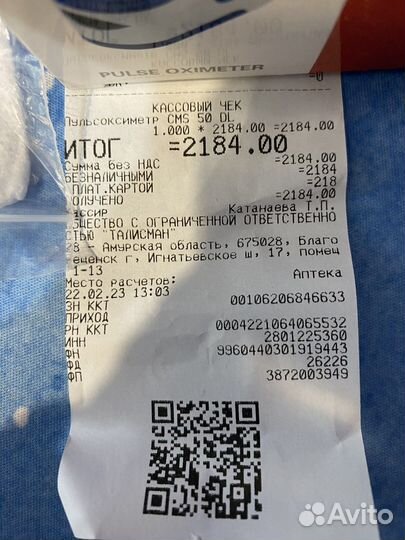 PULSE OXIMETER
=0
КАССОВЫЙ ЧЕК
Пульсоксиметр CMS 50 DL
1.000 * 2184.00 =2184.00
ИТОГ =2184.00
Сумма без НДС =2184.00
БЕЗНАЛИЧНЫМИ =2184
ПЛАТ.КАРТОЙ =218
ПОЛУЧЕНО =2184.00
Кассир Катанаева Т.П.
ОБЩЕСТВО С ОГРАНИЧЕННОЙ ОТВЕТСТВЕННО
СТЬЮ "ТАЛИСМАН"
28 - Амурская область, 675028, Благо
вещенск г, Игнатьевское ш, 17, помещ
1-13
Место расчетов: Аптека
22.02.23 13:03
ЗН ККТ 00106206846633
ПРИХОД
РН ККТ 0004221064065532
ИНН 2801225360
ФН 9960440301919443
ФД 26226
ФП 3872003949
Avito